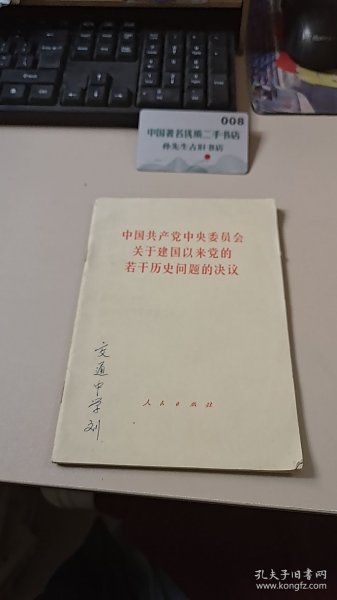 008
中国著名优质二手书店
孙先生古旧书店
中国共产党中央委员会
关于建国以来党的
若干历史问题的决议
交通中学刘
人民出版社
孔夫子旧书网
www.kongfz.com